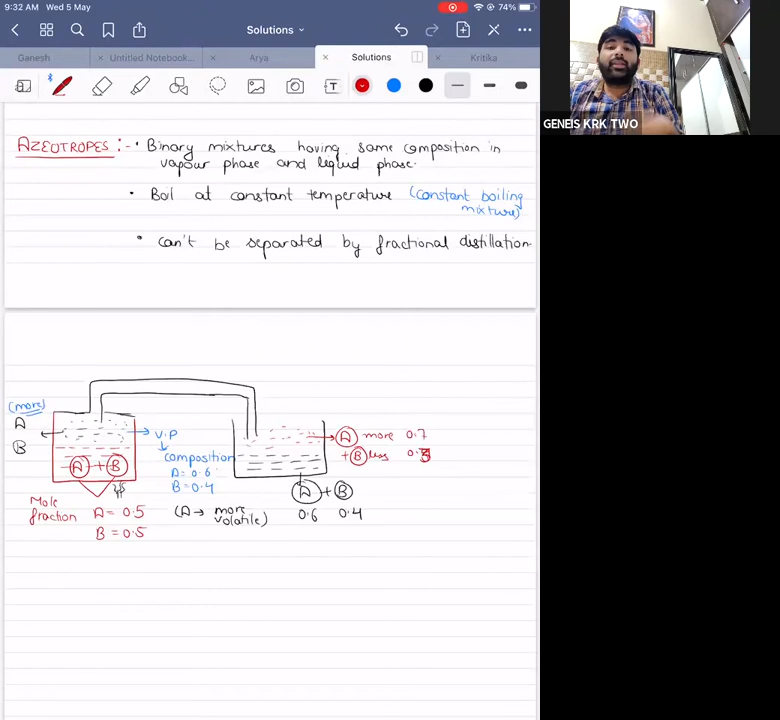 9:32 AM Wed 5 May
74%
Solutions
Ganesh
Untitled Notebook...
Arya
Solutions
Kritika
GENEIS KRK TWO
AZEOTROPES :- • Binary mixtures having same composition in
vapour phase and liquid phase.
• Boil at constant temperature (constant boiling
mixture)
• can't be separated by fractional distillation
(more)
A
B
V.P
composition
A = 0.6
B = 0.4
A + B
Mole
fraction
A = 0.5
B = 0.5
(A → more
volatile)
A more 0.7
+ B less 0.3
A + B
0.6 0.4